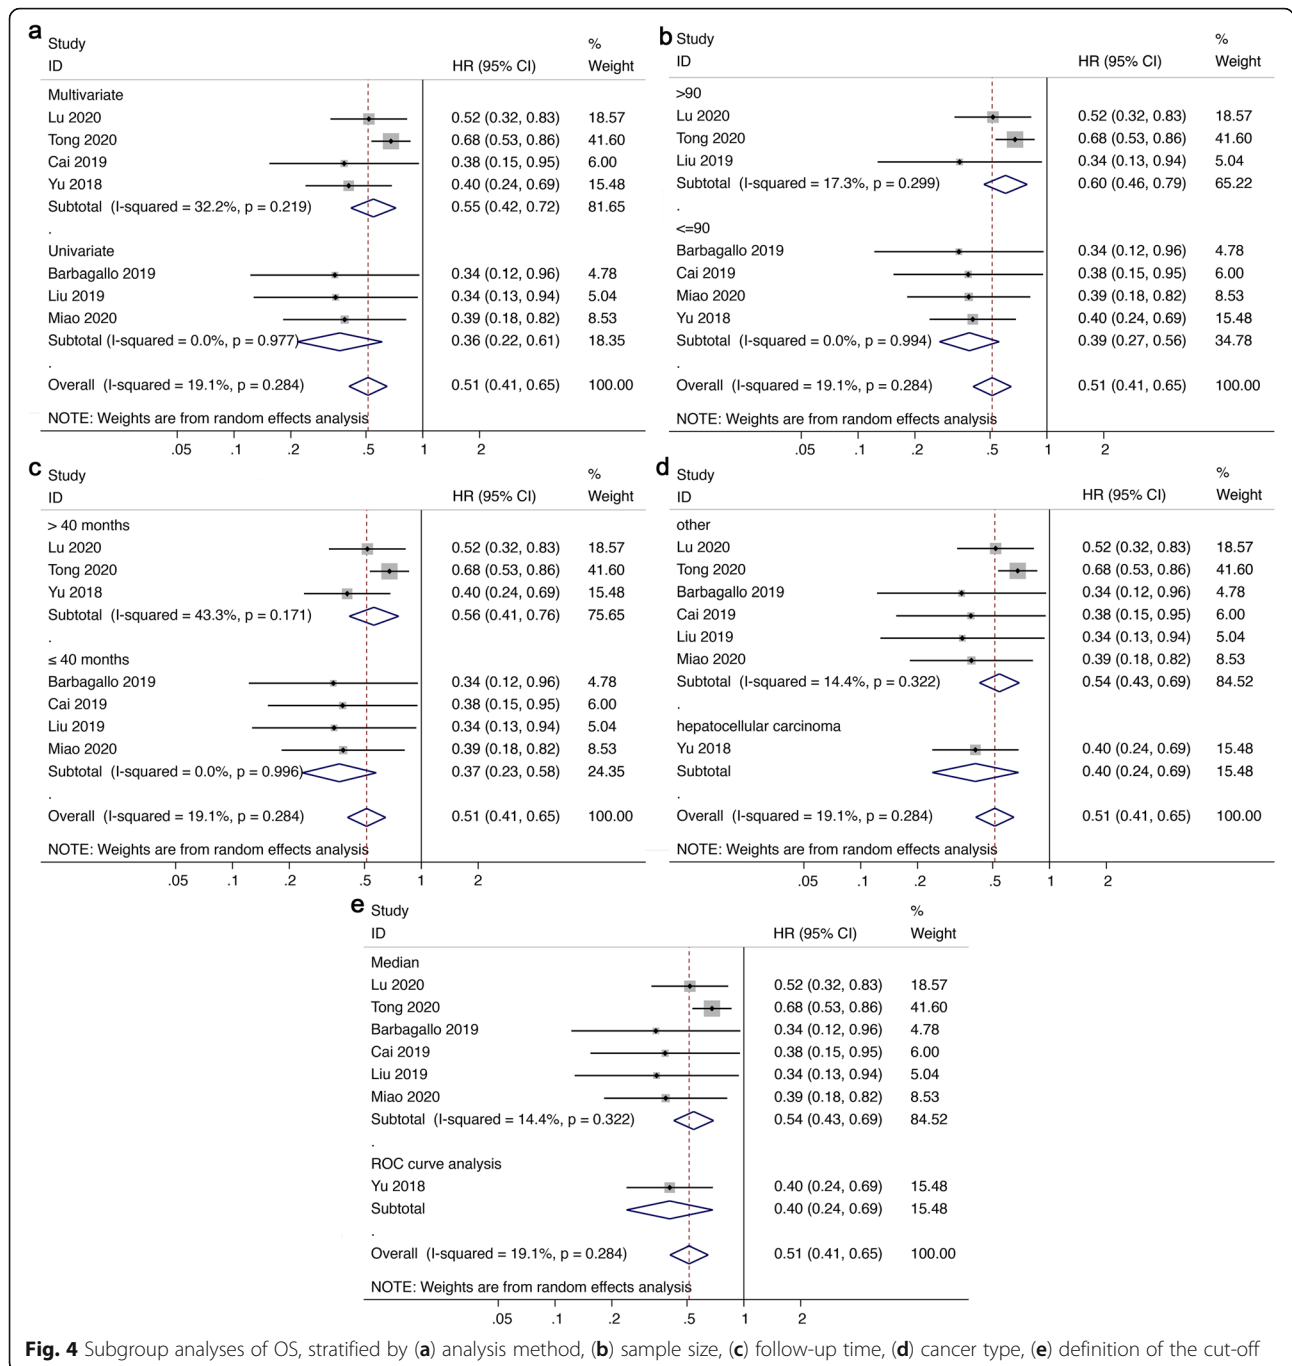 a
Study %
ID HR (95% CI) Weight
Multivariate
Lu 2020 0.52 (0.32, 0.83) 18.57
Tong 2020 0.68 (0.53, 0.86) 41.60
Cai 2019 0.38 (0.15, 0.95) 6.00
Yu 2018 0.40 (0.24, 0.69) 15.48
Subtotal (I-squared = 32.2%, p = 0.219) 0.55 (0.42, 0.72) 81.65
.
Univariate
Barbagallo 2019 0.34 (0.12, 0.96) 4.78
Liu 2019 0.34 (0.13, 0.94) 5.04
Miao 2020 0.39 (0.18, 0.82) 8.53
Subtotal (I-squared = 0.0%, p = 0.977) 0.36 (0.22, 0.61) 18.35
.
Overall (I-squared = 19.1%, p = 0.284) 0.51 (0.41, 0.65) 100.00
NOTE: Weights are from random effects analysis
.05 .1 .2 .5 1 2
b
Study %
ID HR (95% CI) Weight
>90
Lu 2020 0.52 (0.32, 0.83) 18.57
Tong 2020 0.68 (0.53, 0.86) 41.60
Liu 2019 0.34 (0.13, 0.94) 5.04
Subtotal (I-squared = 17.3%, p = 0.299) 0.60 (0.46, 0.79) 65.22
.
<=90
Barbagallo 2019 0.34 (0.12, 0.96) 4.78
Cai 2019 0.38 (0.15, 0.95) 6.00
Miao 2020 0.39 (0.18, 0.82) 8.53
Yu 2018 0.40 (0.24, 0.69) 15.48
Subtotal (I-squared = 0.0%, p = 0.994) 0.39 (0.27, 0.56) 34.78
.
Overall (I-squared = 19.1%, p = 0.284) 0.51 (0.41, 0.65) 100.00
NOTE: Weights are from random effects analysis
.05 .1 .2 .5 1 2
c
Study %
ID HR (95% CI) Weight
> 40 months
Lu 2020 0.52 (0.32, 0.83) 18.57
Tong 2020 0.68 (0.53, 0.86) 41.60
Yu 2018 0.40 (0.24, 0.69) 15.48
Subtotal (I-squared = 43.3%, p = 0.171) 0.56 (0.41, 0.76) 75.65
.
≤ 40 months
Barbagallo 2019 0.34 (0.12, 0.96) 4.78
Cai 2019 0.38 (0.15, 0.95) 6.00
Liu 2019 0.34 (0.13, 0.94) 5.04
Miao 2020 0.39 (0.18, 0.82) 8.53
Subtotal (I-squared = 0.0%, p = 0.996) 0.37 (0.23, 0.58) 24.35
.
Overall (I-squared = 19.1%, p = 0.284) 0.51 (0.41, 0.65) 100.00
NOTE: Weights are from random effects analysis
.05 .1 .2 .5 1 2
d
Study %
ID HR (95% CI) Weight
other
Lu 2020 0.52 (0.32, 0.83) 18.57
Tong 2020 0.68 (0.53, 0.86) 41.60
Barbagallo 2019 0.34 (0.12, 0.96) 4.78
Cai 2019 0.38 (0.15, 0.95) 6.00
Liu 2019 0.34 (0.13, 0.94) 5.04
Miao 2020 0.39 (0.18, 0.82) 8.53
Subtotal (I-squared = 14.4%, p = 0.322) 0.54 (0.43, 0.69) 84.52
.
hepatocellular carcinoma
Yu 2018 0.40 (0.24, 0.69) 15.48
Subtotal 0.40 (0.24, 0.69) 15.48
.
Overall (I-squared = 19.1%, p = 0.284) 0.51 (0.41, 0.65) 100.00
NOTE: Weights are from random effects analysis
.05 .1 .2 .5 1 2
e
Study %
ID HR (95% CI) Weight
Median
Lu 2020 0.52 (0.32, 0.83) 18.57
Tong 2020 0.68 (0.53, 0.86) 41.60
Barbagallo 2019 0.34 (0.12, 0.96) 4.78
Cai 2019 0.38 (0.15, 0.95) 6.00
Liu 2019 0.34 (0.13, 0.94) 5.04
Miao 2020 0.39 (0.18, 0.82) 8.53
Subtotal (I-squared = 14.4%, p = 0.322) 0.54 (0.43, 0.69) 84.52
.
ROC curve analysis
Yu 2018 0.40 (0.24, 0.69) 15.48
Subtotal 0.40 (0.24, 0.69) 15.48
.
Overall (I-squared = 19.1%, p = 0.284) 0.51 (0.41, 0.65) 100.00
NOTE: Weights are from random effects analysis
.05 .1 .2 .5 1 2
Fig. 4 Subgroup analyses of OS, stratified by (a) analysis method, (b) sample size, (c) follow-up time, (d) cancer type, (e) definition of the cut-off